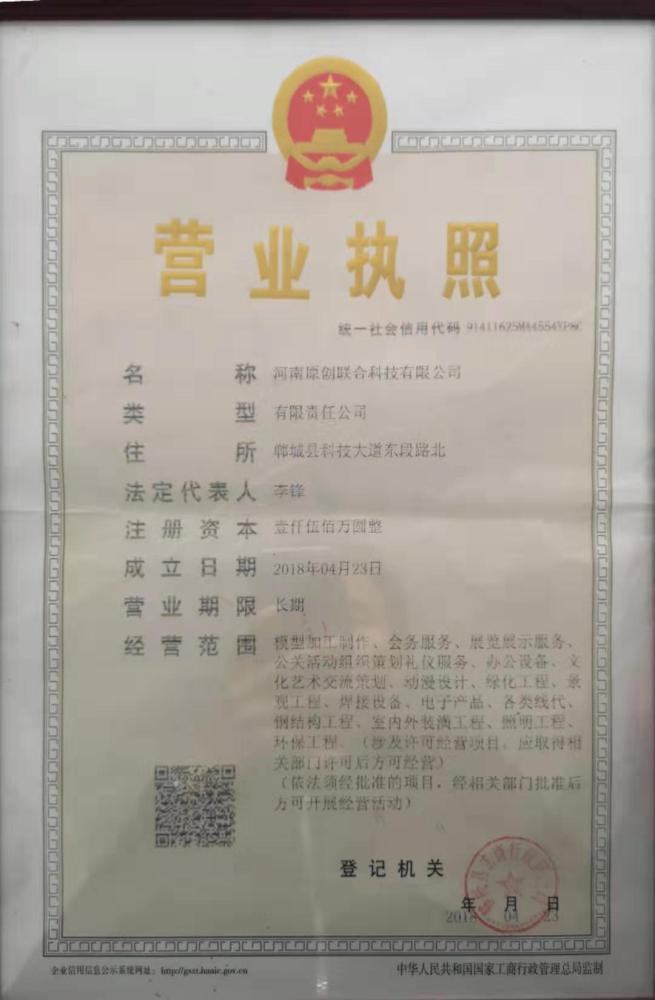 营业执照
统一社会信用代码 91411625MA4554YP8C
名称 河南原创联合科技有限公司
类型 有限责任公司
住所 郸城县科技大道东段路北
法定代表人 李锋
注册资本 壹仟伍佰万圆整
成立日期 2018年04月23日
营业期限 长期
经营范围 模型加工制作、会务服务、展览展示服务、
公关活动组织策划礼仪服务、办公设备、文
化艺术交流策划、动漫设计、绿化工程、景
观工程、焊接设备、电子产品、各类线代、
钢结构工程、室内外装潢工程、照明工程、
环保工程、（涉及许可经营项目，应取得相
关部门许可后方可经营）
（依法须经批准的项目，经相关部门批准后
方可开展经营活动）
登记机关
年 月 日
2018 04 23
企业信用信息公示系统网址：http://gsxt.haaic.gov.cn
中华人民共和国国家工商行政管理总局监制